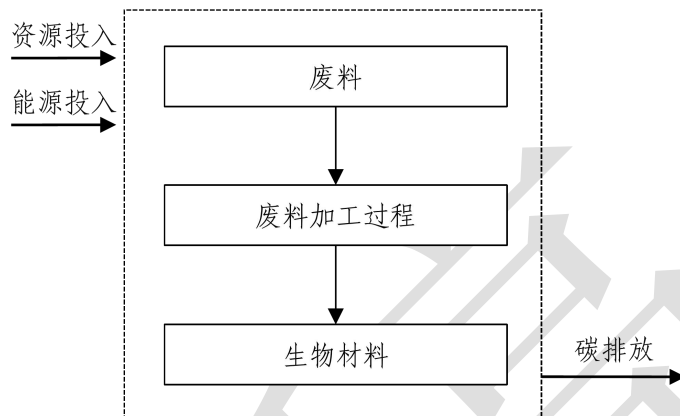 资源投入
能源投入
废料
废料加工过程
生物材料
碳排放